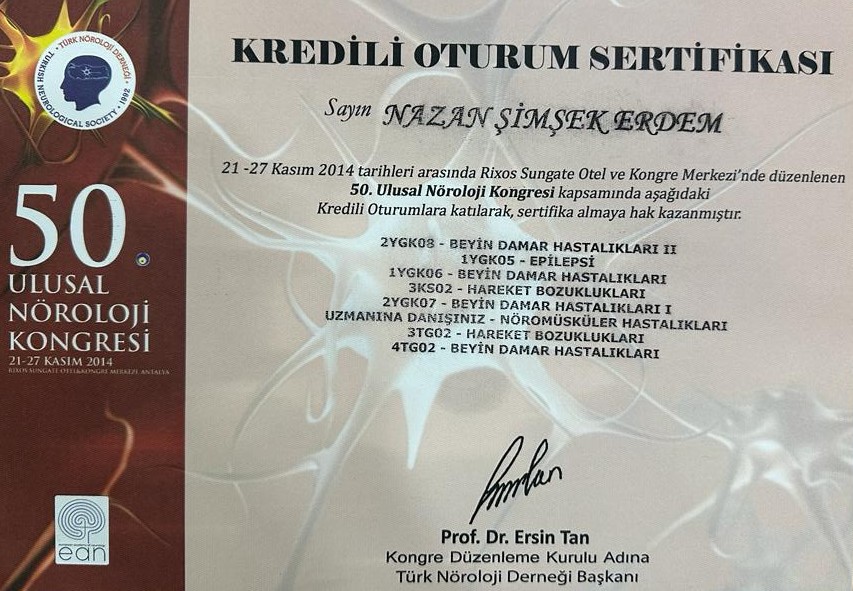 TÜRK NÖROLOJİ DERNEĞİ
TURKISH NEUROLOGICAL SOCIETY • 1992 •
50.
ULUSAL
NÖROLOJİ
KONGRESİ
21-27 KASIM 2014
RIXOS SUNGATE OTEL&KONGRE MERKEZİ, ANTALYA
ean
KREDİLİ OTURUM SERTİFİKASI
Sayın NAZAN ŞİMŞEK ERDEM
21 -27 Kasım 2014 tarihleri arasında Rixos Sungate Otel ve Kongre Merkezi'nde düzenlenen
50. Ulusal Nöroloji Kongresi kapsamında aşağıdaki
Kredili Oturumlara katılarak, sertifika almaya hak kazanmıştır.
2YGK08 - BEYİN DAMAR HASTALIKLARI II
1YGK05 - EPİLEPSİ
1YGK06 - BEYİN DAMAR HASTALIKLARI
3KS02 - HAREKET BOZUKLUKLARI
2YGK07 - BEYİN DAMAR HASTALIKLARI I
UZMANINA DANIŞINIZ - NÖROMÜSKÜLER HASTALIKLARI
3TG02 - HAREKET BOZUKLUKLARI
4TG02 - BEYİN DAMAR HASTALIKLARI
Prof. Dr. Ersin Tan
Kongre Düzenleme Kurulu Adına
Türk Nöroloji Derneği Başkanı